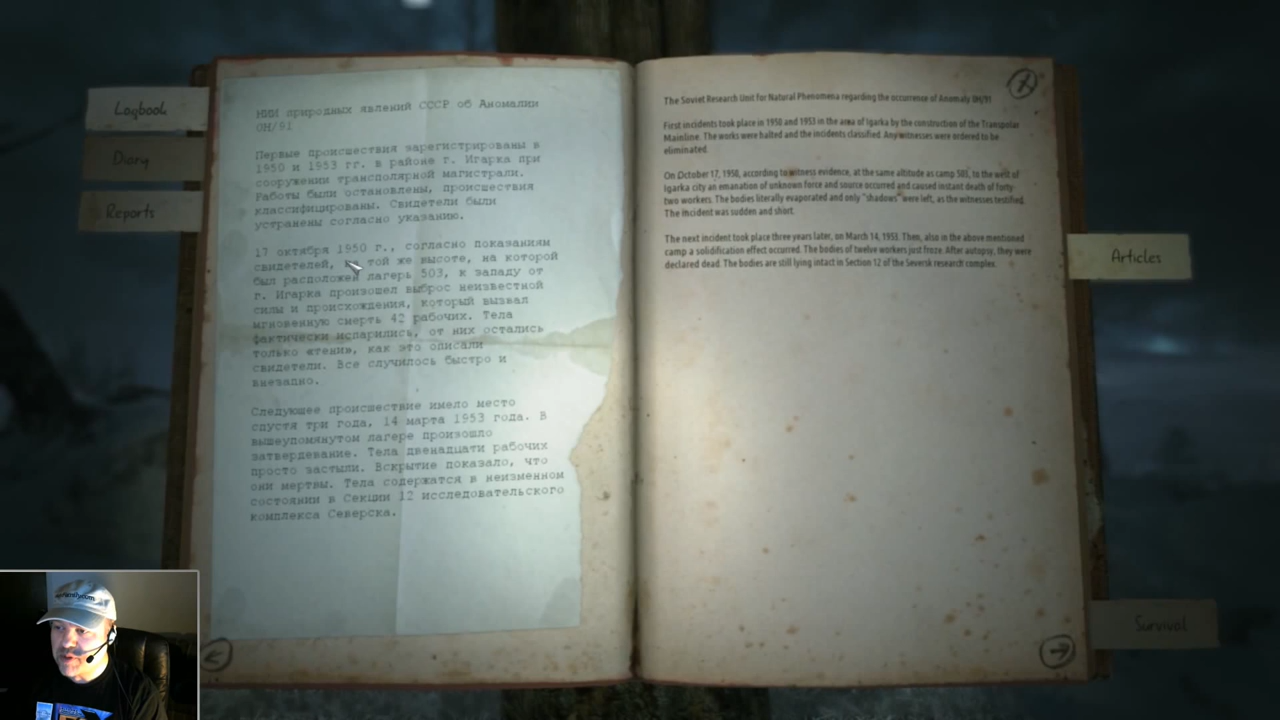 Logbook
Diary
Reports
НИИ природных явлений СССР об Аномалии
ОН/91
Первые происшествия зарегистрированы в
1950 и 1953 гг. в районе г. Игарка при
сооружении трансполярной магистрали.
Работы были остановлены, происшествия
классифицированы. Свидетели были
устранены согласно указанию.
17 октября 1950 г., согласно показаниям
свидетелей, той же высоте, на которой
был расположен лагерь 503, к западу от
г. Игарка произошел выброс неизвестной
силы и происхождения, который вызвал
мгновенную смерть 42 рабочих. Тела
фактически испарились, от них остались
только «тени», как это описали
свидетели. Все случилось быстро и
внезапно.
Следующее происшествие имело место
спустя три года, 14 марта 1953 года. В
вышеупомянутом лагере произошло
затвердевание. Тела двенадцати рабочих
просто застыли. Вскрытие показало, что
они мертвы. Тела содержатся в неизменном
состоянии в Секции 12 исследовательского
комплекса Северска.
The Soviet Research Unit for Natural Phenomena regarding the occurrence of Anomaly OH/91
First incidents took place in 1950 and 1953 in the area of Igarka by the construction of the Transpolar
Mainline. The works were halted and the incidents classified. Any witnesses were ordered to be
eliminated.
On October 17, 1950, according to witness evidence, at the same altitude as camp 503, to the west of
Igarka city an emanation of unknown force and source occurred and caused instant death of forty-
two workers. The bodies literally evaporated and only "shadows" were left, as the witnesses testified.
The incident was sudden and short.
The next incident took place three years later, on March 14, 1953. Then, also in the above mentioned
camp a solidification effect occurred. The bodies of twelve workers just froze. After autopsy, they were
declared dead. The bodies are still lying intact in Section 12 of the Seversk research complex.
Articles
Survival